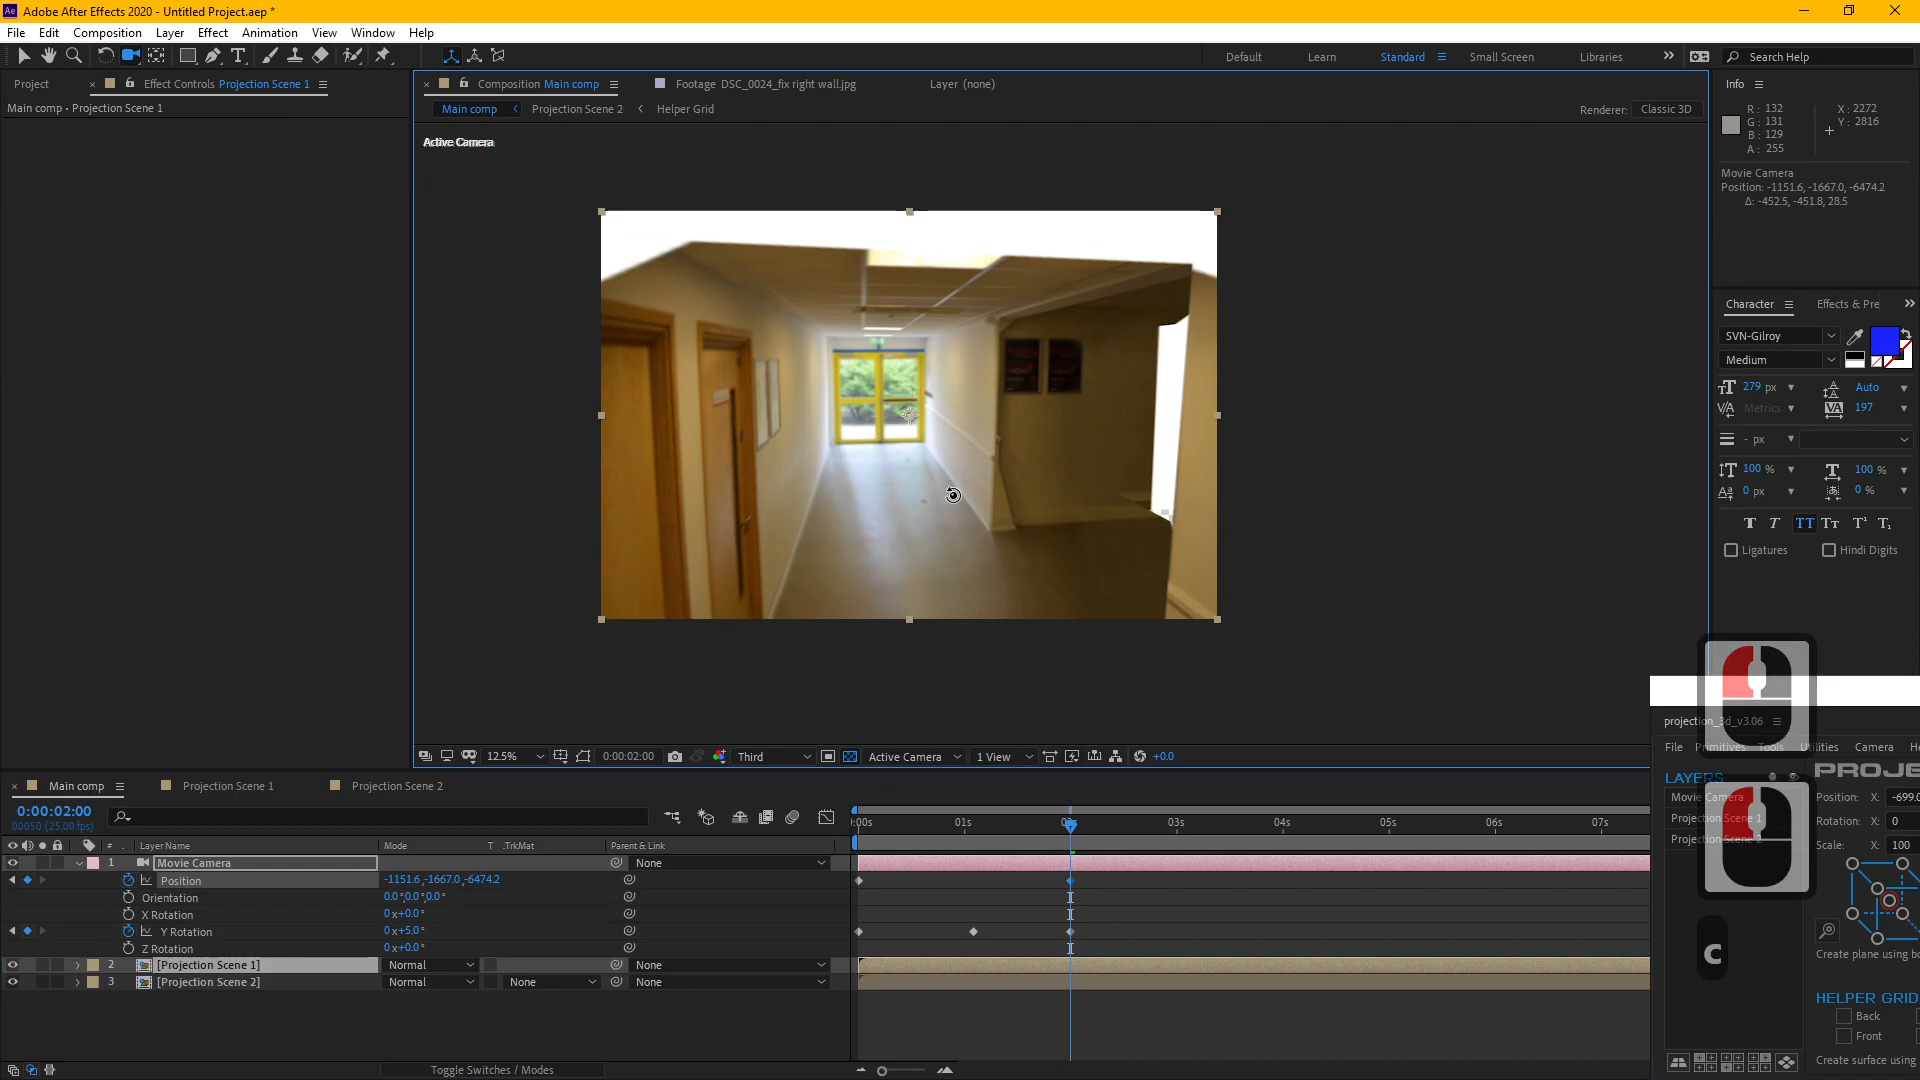 Ae Adobe After Effects 2020 - Untitled Project.aep *
File Edit Composition Layer Effect Animation View Window Help
Default Learn Standard Small Screen Libraries Search Help
Project Effect Controls Projection Scene 1
Main comp • Projection Scene 1
Composition Main comp Footage DSC_0024_fix right wall.jpg Layer (none)
Main comp Projection Scene 2 Helper Grid Renderer: Classic 3D
Active Camera
Info
R: 132
G: 131
B: 129
A: 255
X: 2272
Y: 2816
Movie Camera
Position: -1151.6, -1667.0, -6474.2
Δ: -452.5, -451.8, 28.5
Character Effects & Pre
SVN-Gilroy
Medium
279 px Auto
Metrics 197
- px
100 % 100 %
0 px 0 %
Ligatures Hindi Digits
12.5% 0:00:02:00 Third Active Camera 1 View +0.0
projection_3d_v3.06
File Primitives Tools Utilities Camera
LAYERS
Movie Camera
Projection Scene 1
Position: X: -699.0
Rotation: X: 0
Scale: X: 100
Create plane using
HELPER GRID
Back
Front
Create surface using
c
Main comp Projection Scene 1 Projection Scene 2
0:00:02:00
00050 (25.00 fps)
:00s 01s 03s 04s 05s 06s 07s
# Layer Name Mode T .TrkMat Parent & Link
1 Movie Camera None
Position -1151.6,-1667.0,-6474.2
Orientation 0.0°,0.0°,0.0°
X Rotation 0x+0.0°
Y Rotation 0x+5.0°
Z Rotation 0x+0.0°
2 [Projection Scene 1] Normal None
3 [Projection Scene 2] Normal None None
Toggle Switches / Modes